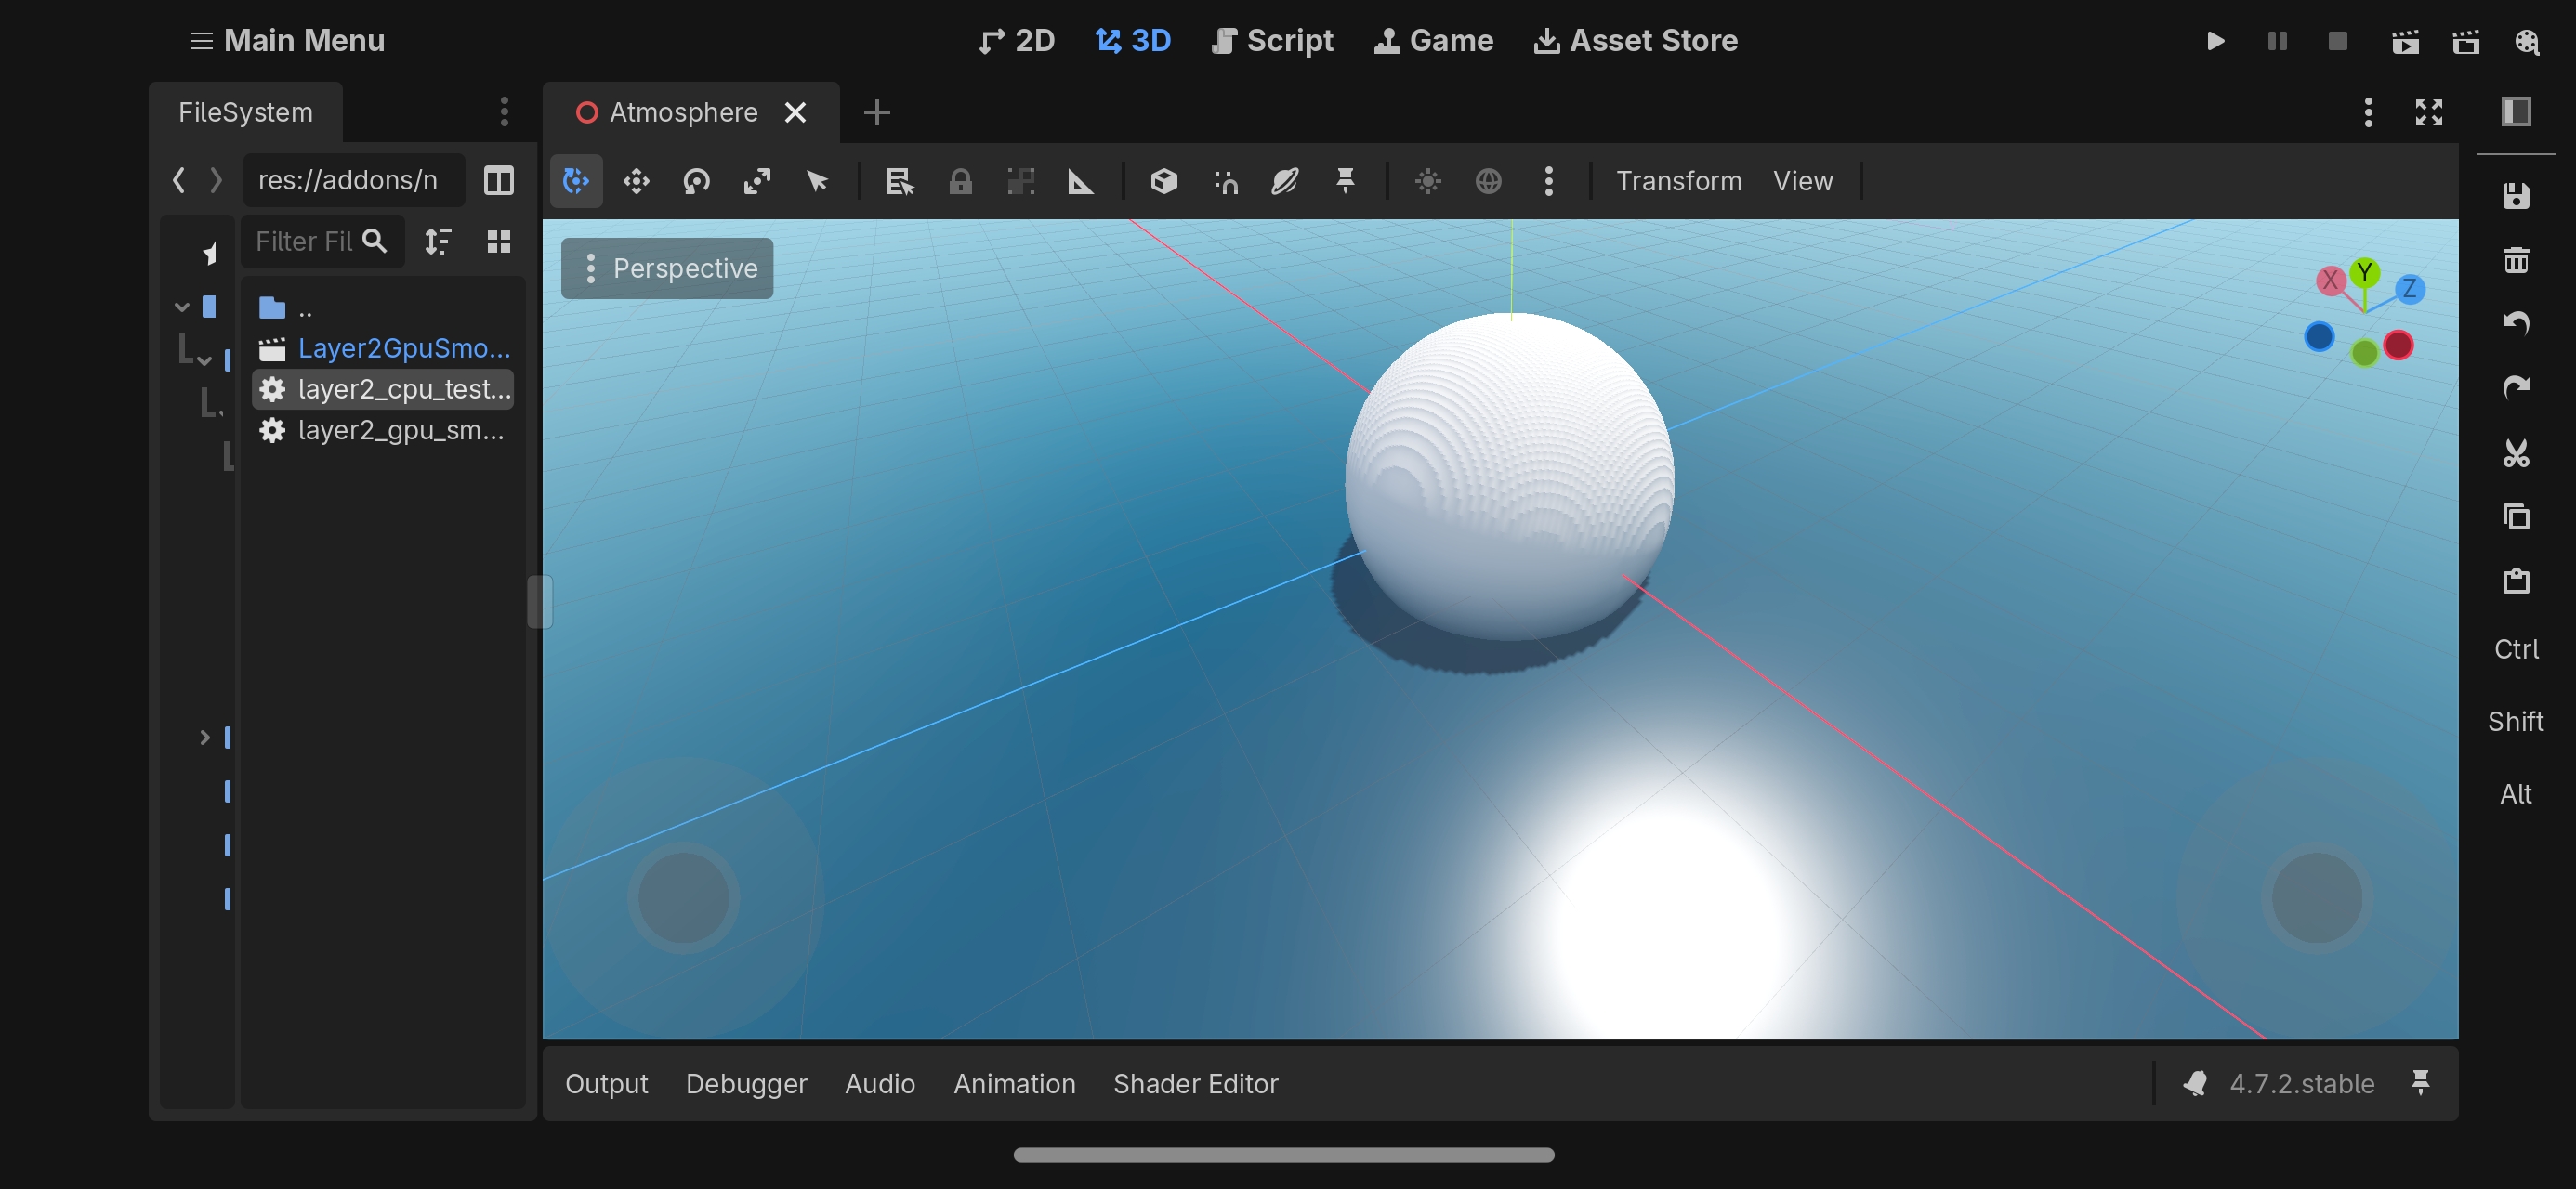 Main Menu
2D
3D
Script
Game
Asset Store
FileSystem
Atmosphere
res://addons/n
Transform
View
Filter Fil
Perspective
X
Y
Z
..
Layer2GpuSmo...
layer2_cpu_test...
layer2_gpu_sm...
Ctrl
Shift
Alt
Output
Debugger
Audio
Animation
Shader Editor
4.7.2.stable